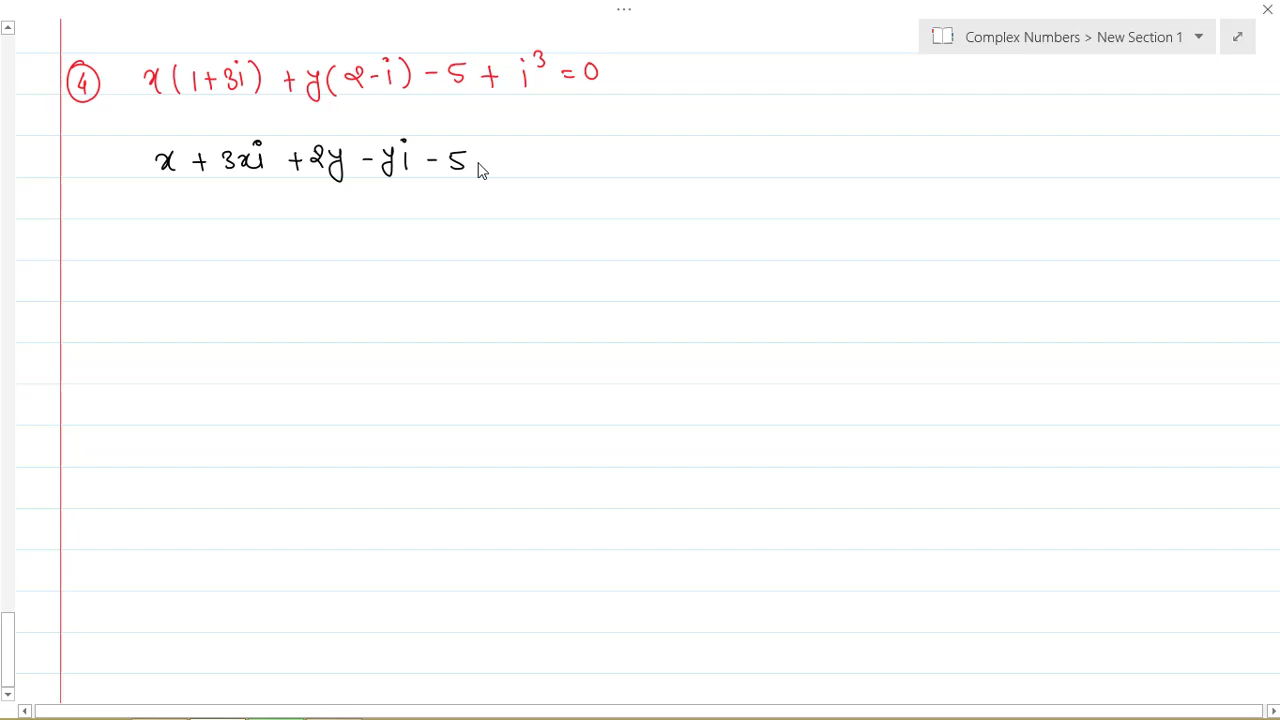 ...
Complex Numbers > New Section 1
④ x(1+3i) + y(2-i) - 5 + i³ = 0
x + 3xi + 2y - yi - 5